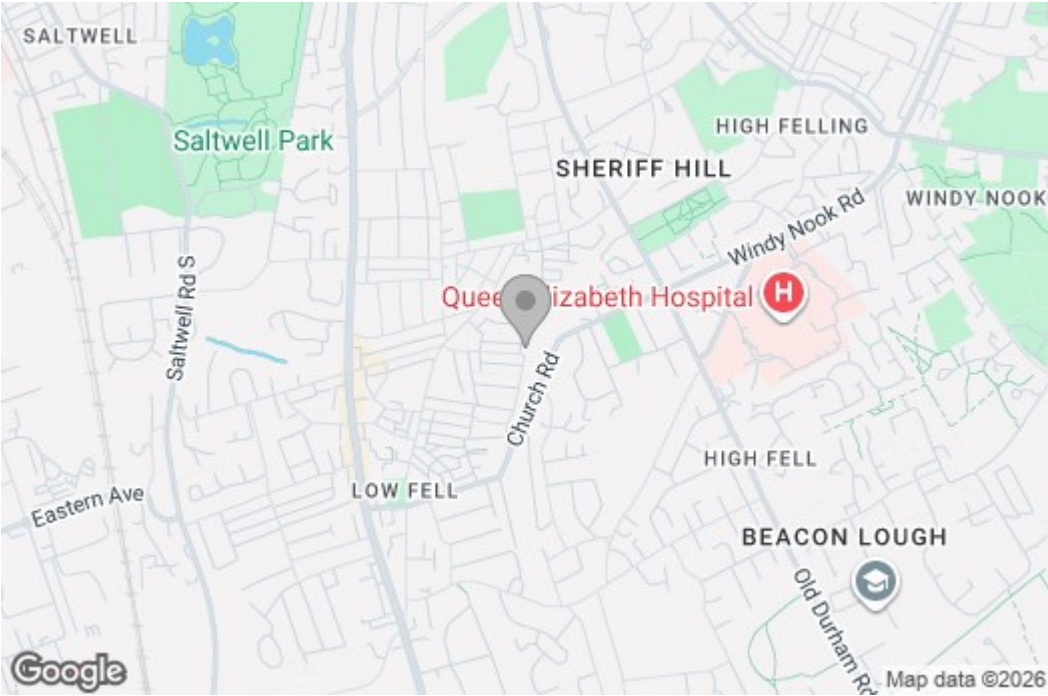 SALTWELL
Saltwell Park
HIGH FELLING
SHERIFF HILL
WINDY NOOK
Windy Nook Rd
Saltwell Rd S
Queen Elizabeth Hospital
H
Church Rd
HIGH FELL
LOW FELL
Eastern Ave
BEACON LOUGH
Old Durham Rd
Google
Map data ©2026